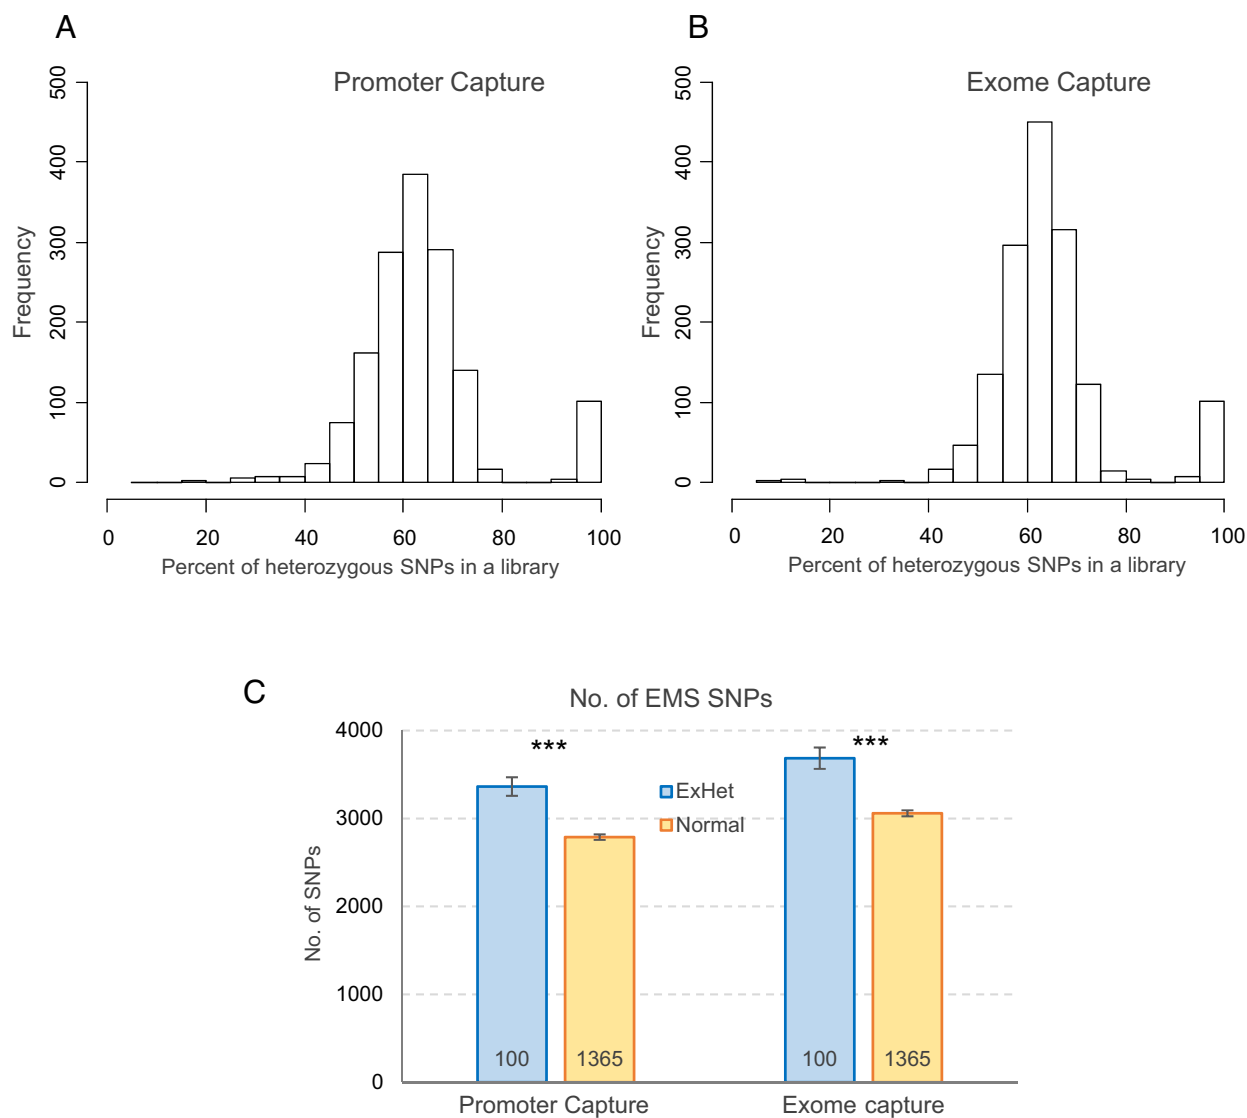 A
Promoter Capture
500
400
300
200
100
0
Frequency
0 20 40 60 80 100
Percent of heterozygous SNPs in a library
B
Exome Capture
500
400
300
200
100
0
Frequency
0 20 40 60 80 100
Percent of heterozygous SNPs in a library
C
No. of EMS SNPs
4000
3000
2000
1000
0
No. of SNPs
*** ***
ExHet
Normal
100 1365 100 1365
Promoter Capture Exome capture